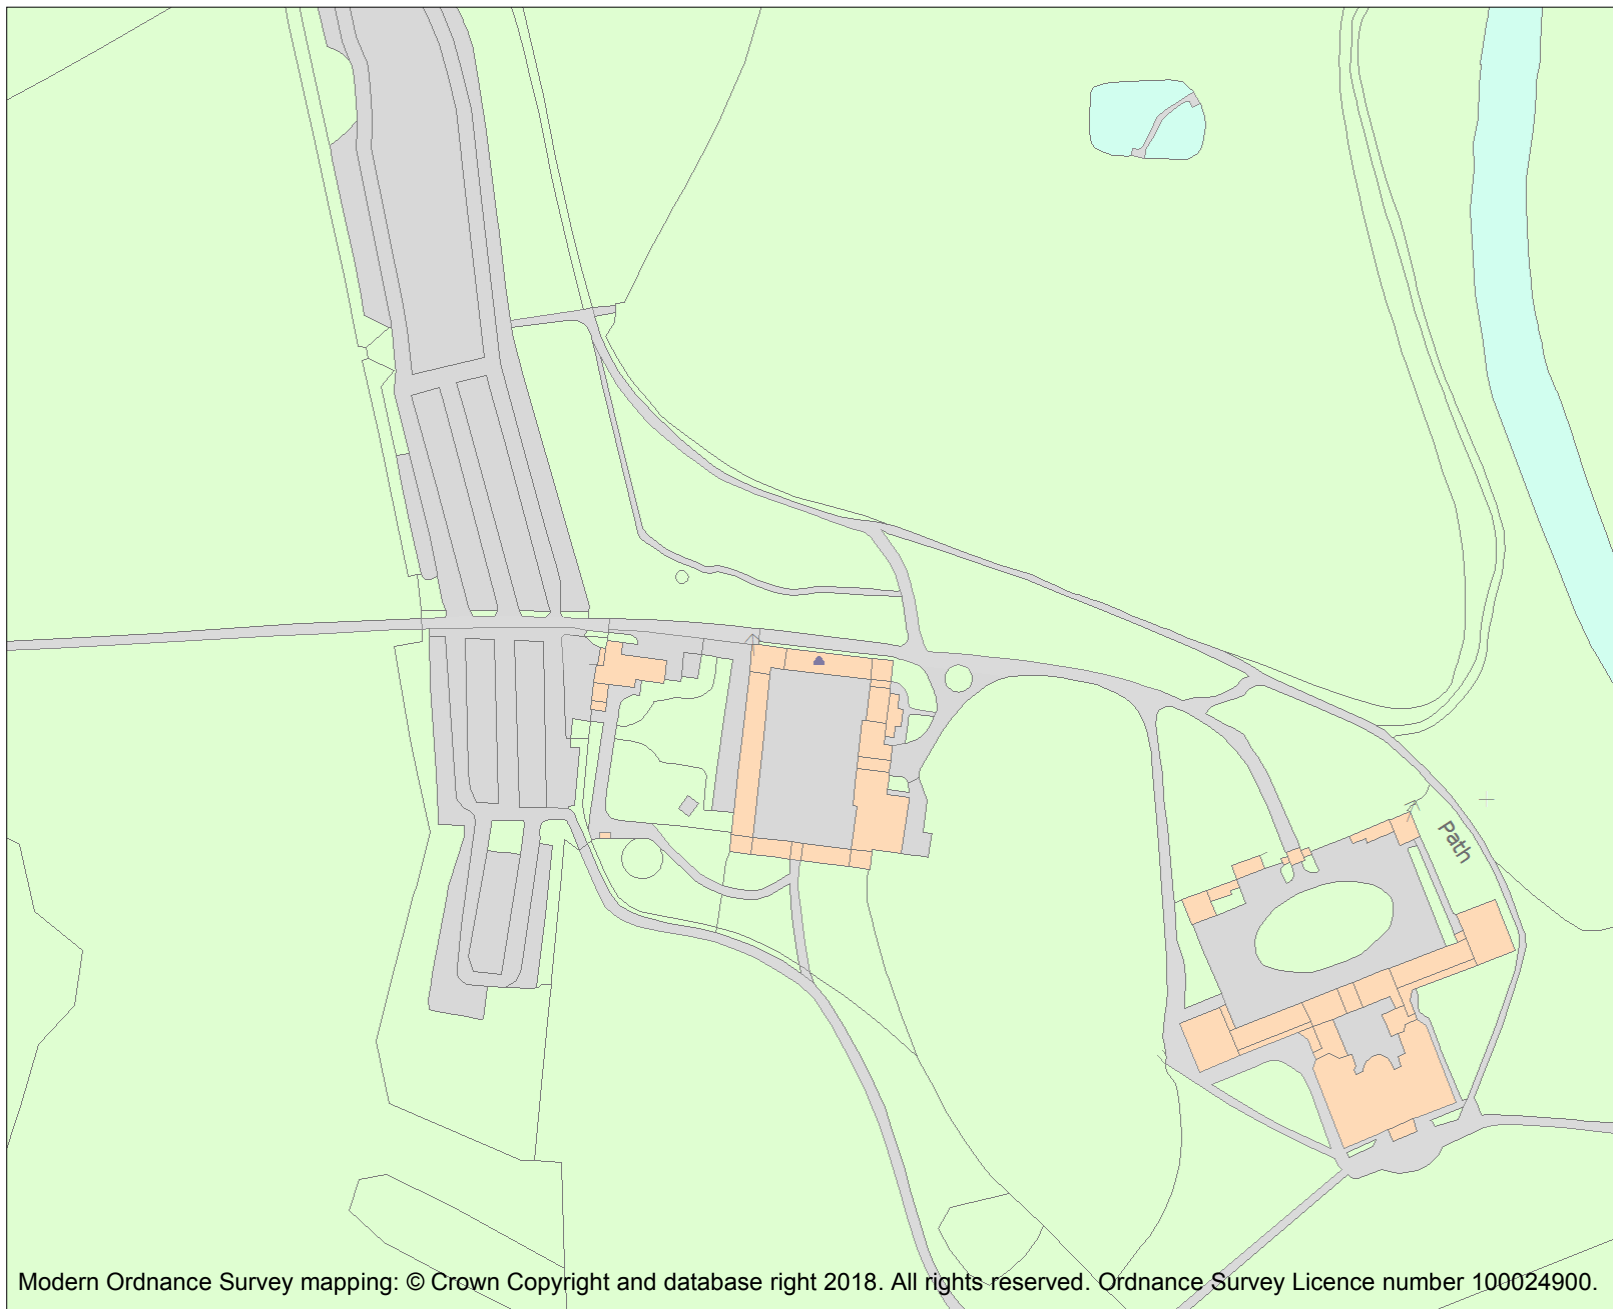 Path
Modern Ordnance Survey mapping: © Crown Copyright and database right 2018. All rights reserved. Ordnance Survey Licence number 100024900.